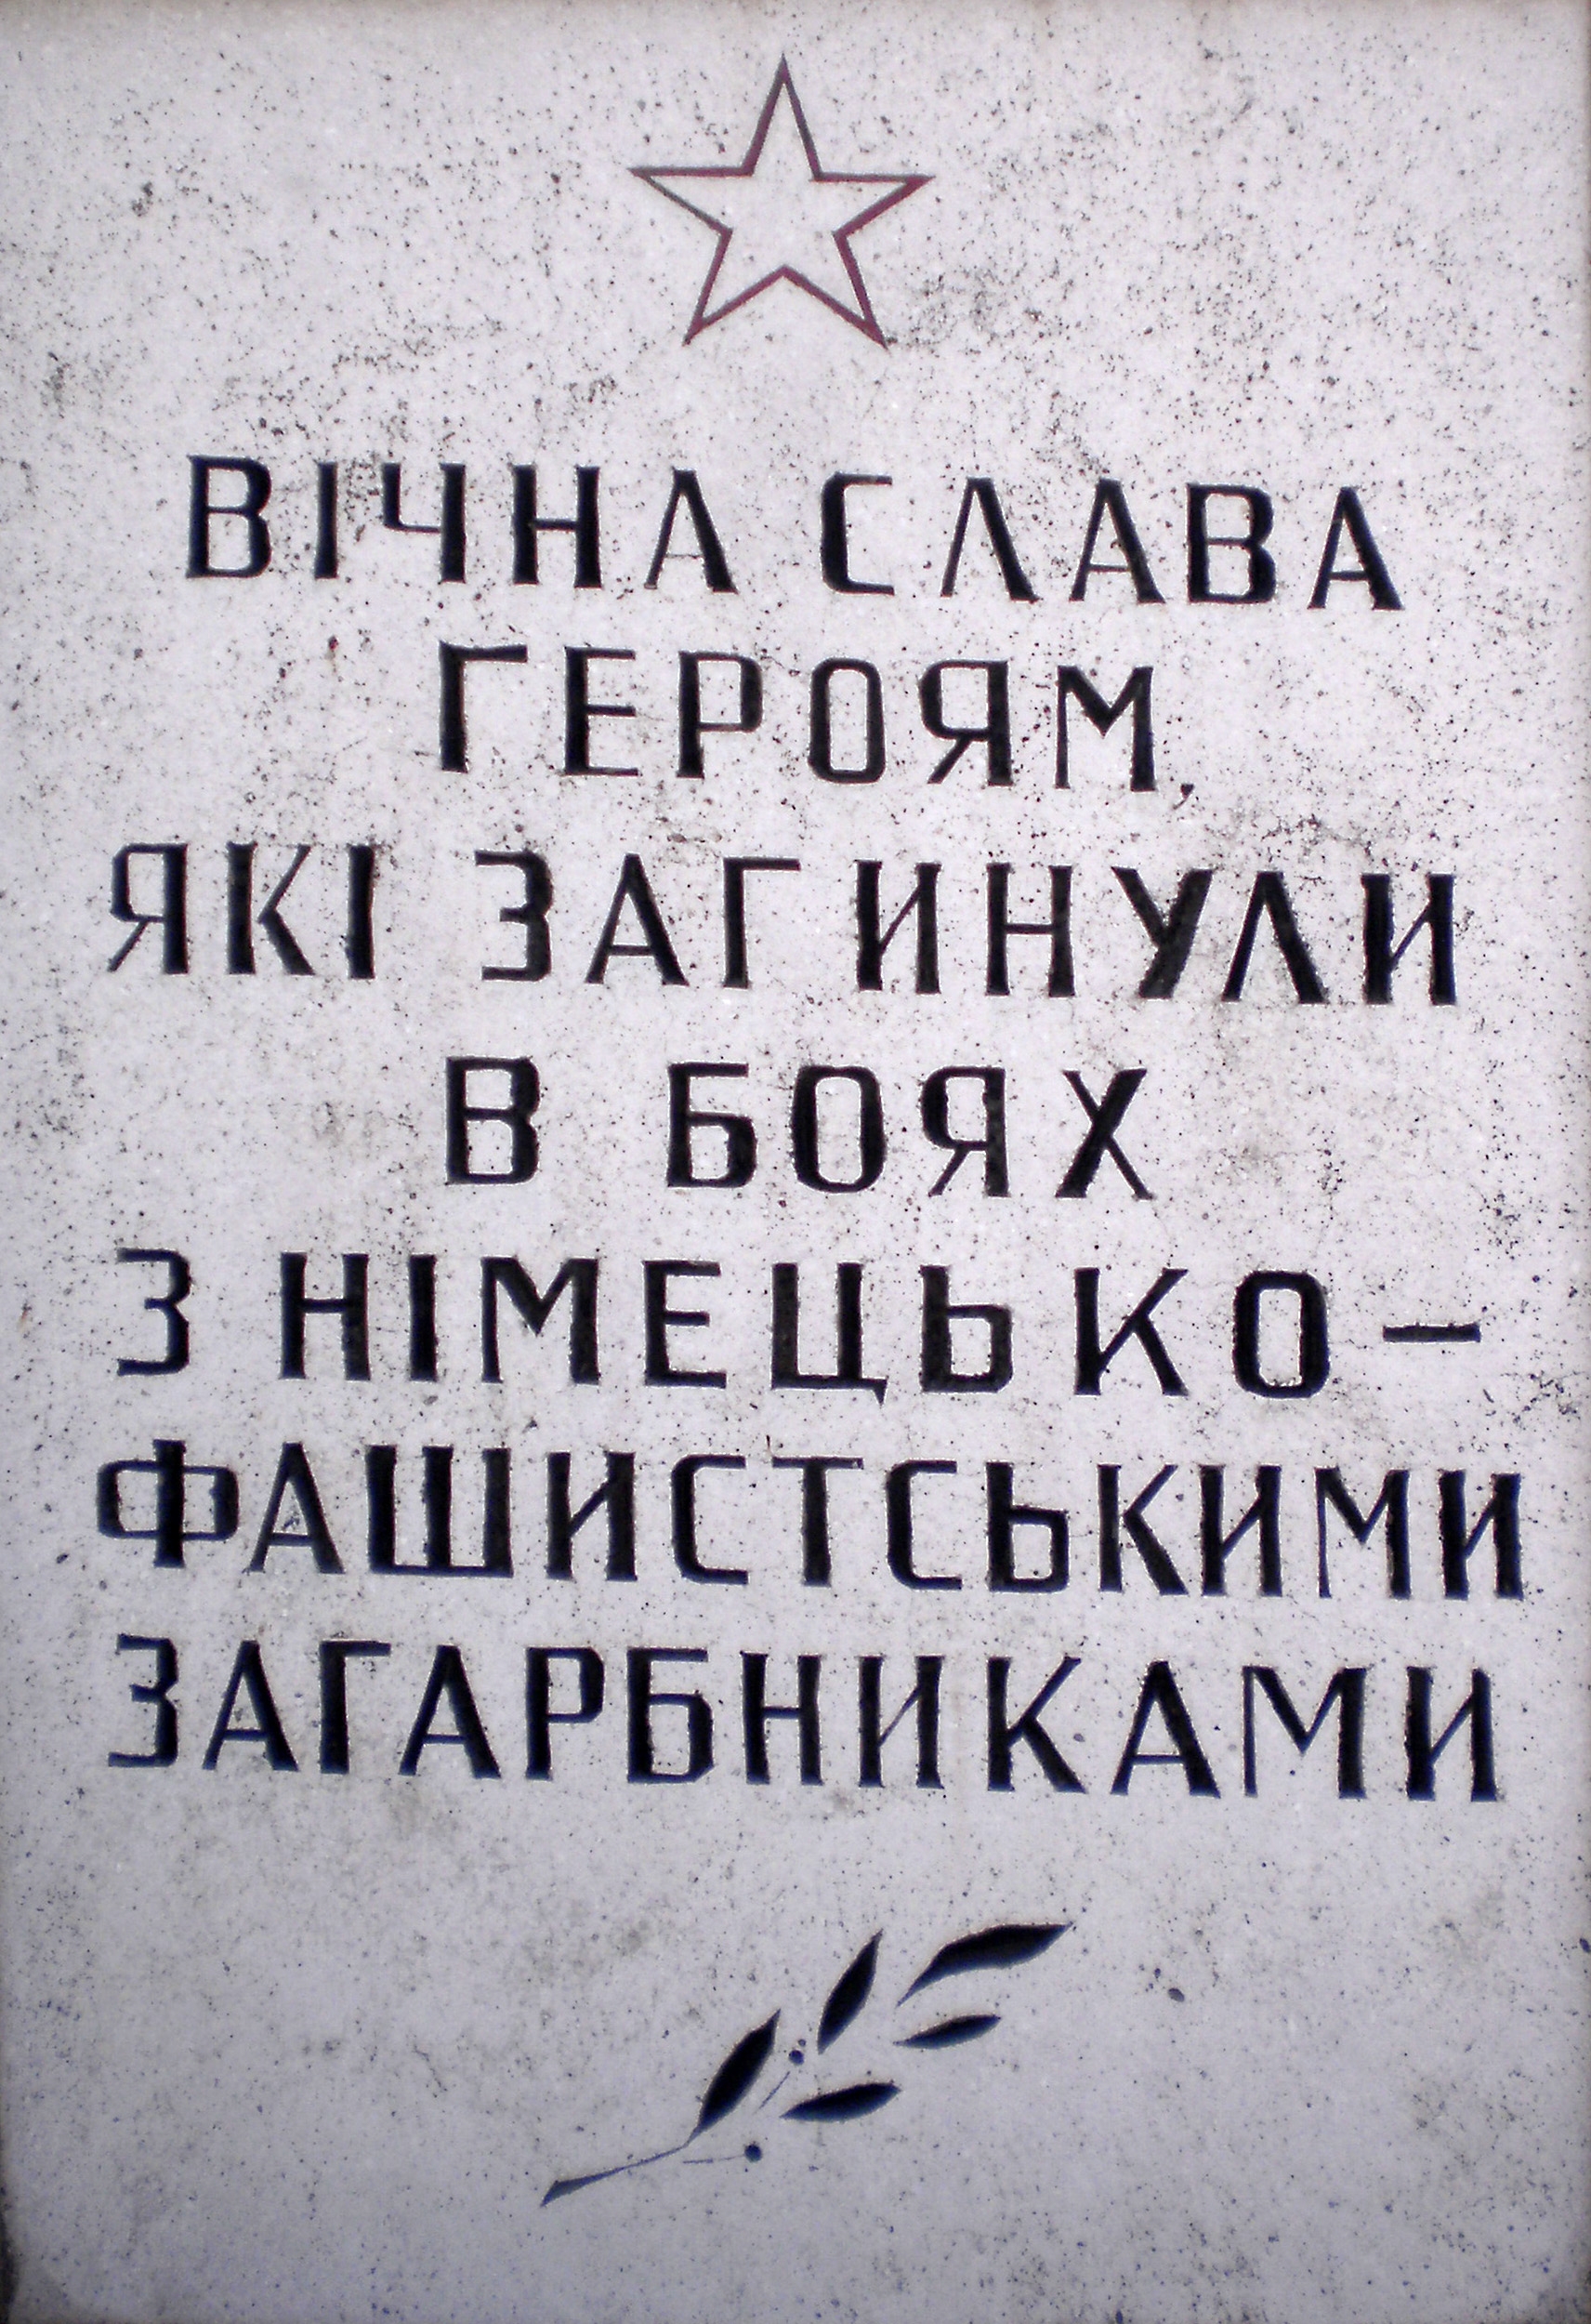 ВІЧНА СЛАВА
ГЕРОЯМ,
ЯКІ ЗАГИНУЛИ
В БОЯХ
З НІМЕЦЬКО-
ФАШИСТСЬКИМИ
ЗАГАРБНИКАМИ